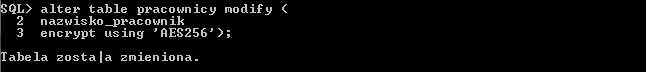 SQL> alter table pracownicy modify (
2 nazwisko_pracownik
3 encrypt using 'AES256');
Tabela zosta|a zmieniona.